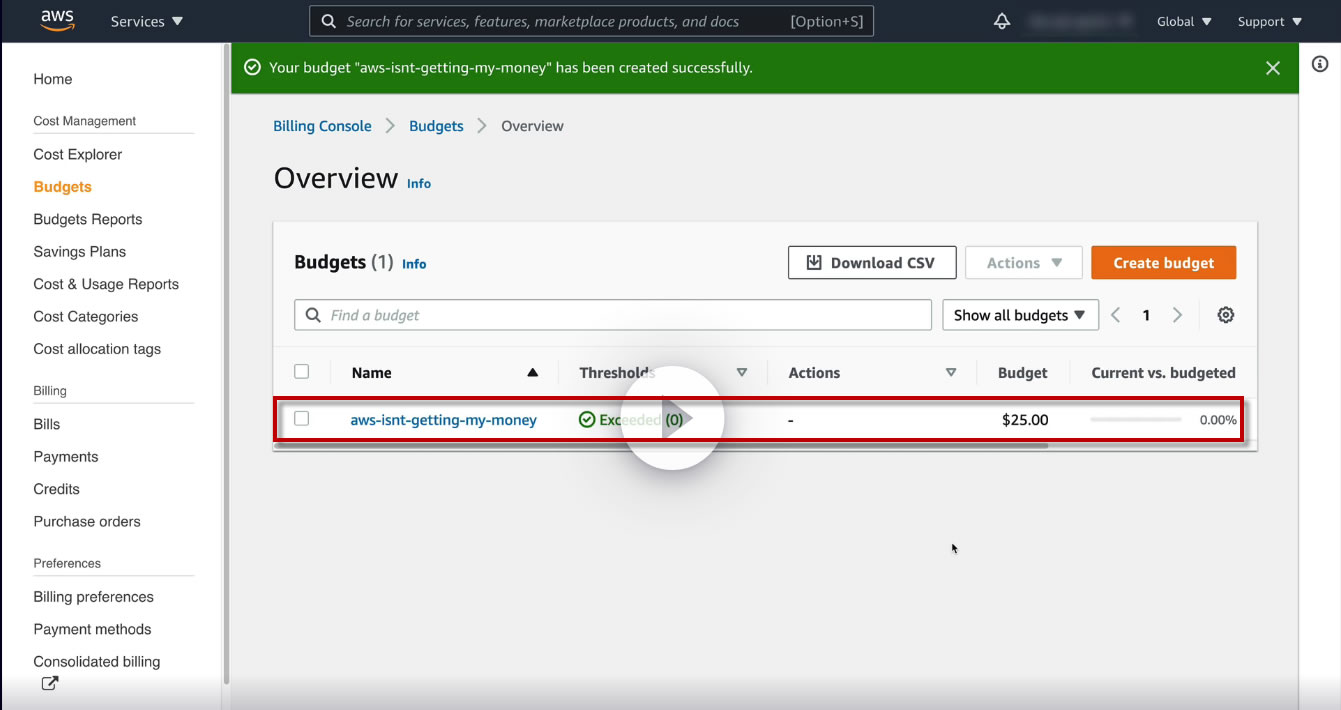 aws
Services
Search for services, features, marketplace products, and docs [Option+S]
Global
Support
Home
Cost Management
Cost Explorer
Budgets
Budgets Reports
Savings Plans
Cost & Usage Reports
Cost Categories
Cost allocation tags
Billing
Bills
Payments
Credits
Purchase orders
Preferences
Billing preferences
Payment methods
Consolidated billing
Your budget "aws-isnt-getting-my-money" has been created successfully.
Billing Console Budgets Overview
Overview Info
Budgets (1) Info
Download CSV
Actions
Create budget
Find a budget
Show all budgets
1
Name Thresholds Actions Budget Current vs. budgeted
aws-isnt-getting-my-money Exceeded (0) - $25.00 0.00%